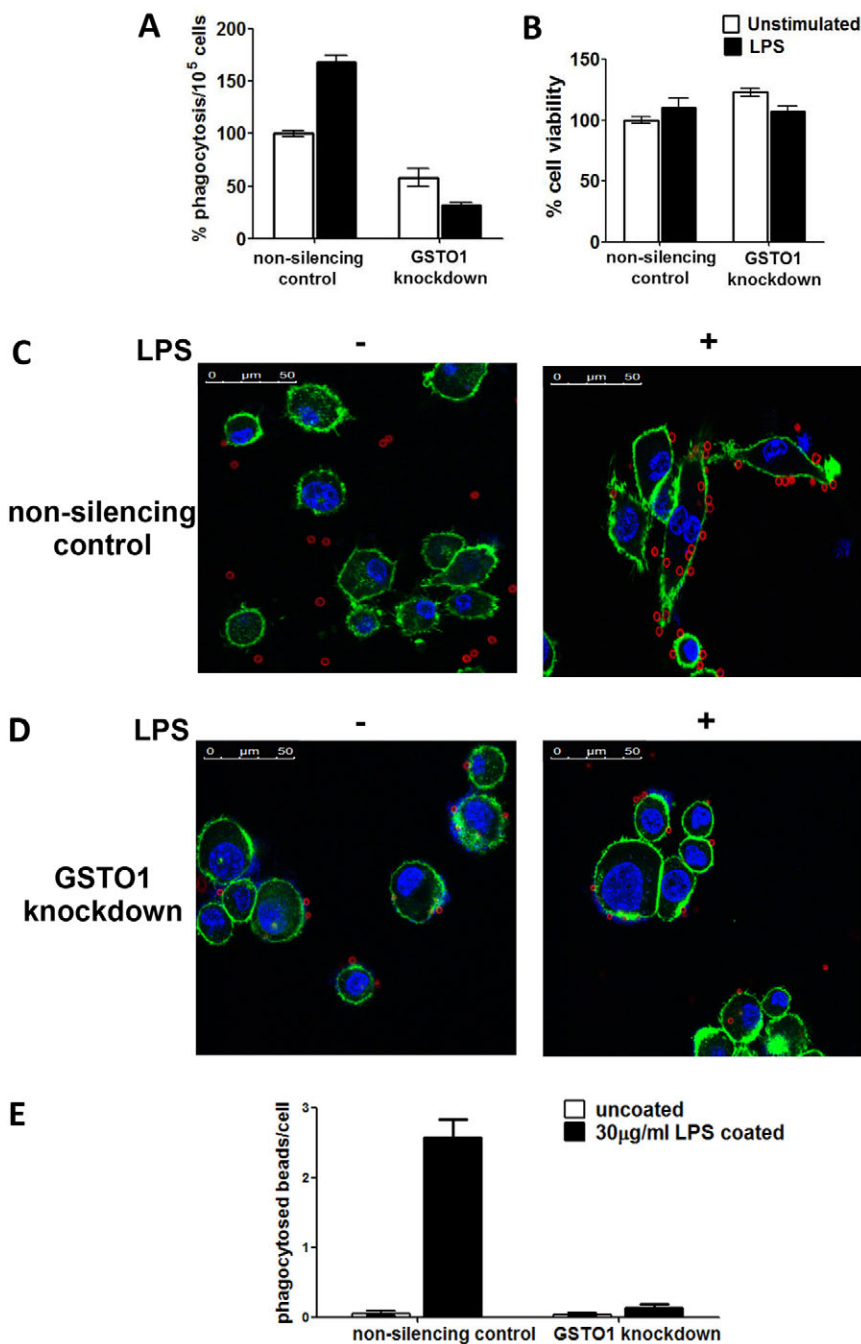 A
% phagocytosis/10⁵ cells
200
150
100
50
0
non-silencing
control
GSTO1
knockdown
B
Unstimulated
LPS
% cell viability
150
100
50
0
non-silencing
control
GSTO1
knockdown
C
LPS
-
+
non-silencing
control
0 µm 50
0 µm 50
D
LPS
-
+
GSTO1
knockdown
0 µm 50
0 µm 50
E
uncoated
30µg/ml LPS coated
phagocytosed beads/cell
3
2
1
0
non-silencing control
GSTO1 knockdown